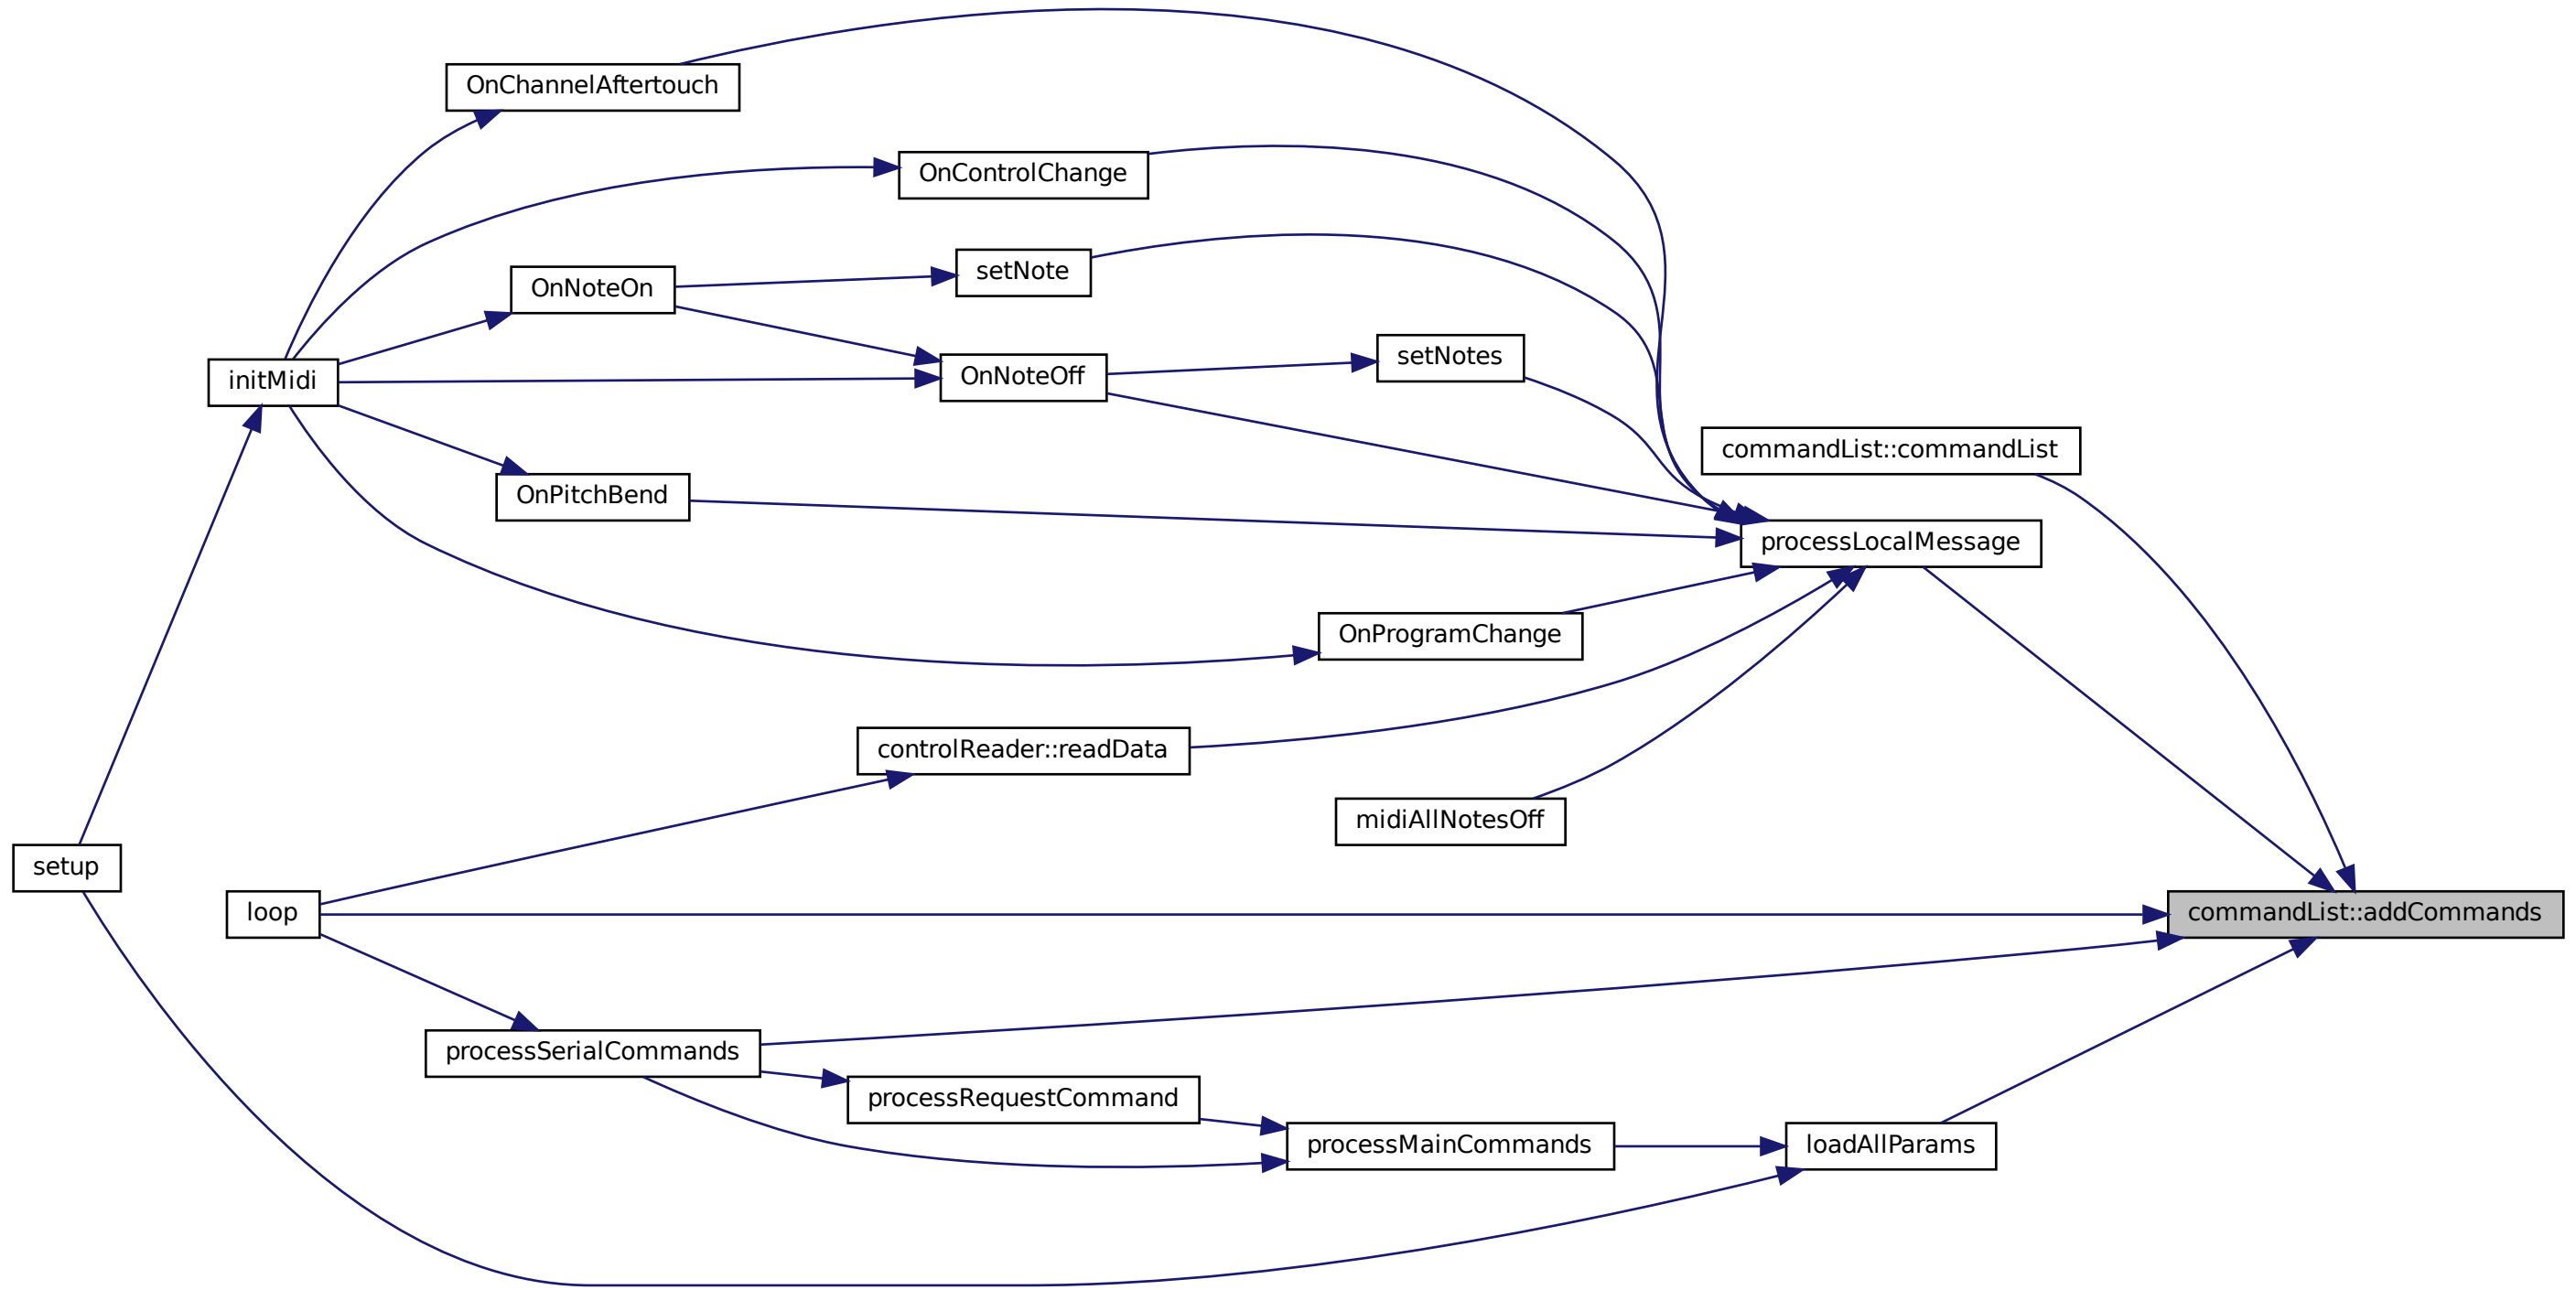 OnChannelAftertouch
OnControlChange
setNote
OnNoteOn
setNotes
OnNoteOff
initMidi
commandList::commandList
OnPitchBend
processLocalMessage
OnProgramChange
controlReader::readData
midiAllNotesOff
setup
loop
commandList::addCommands
processSerialCommands
processRequestCommand
processMainCommands
loadAllParams